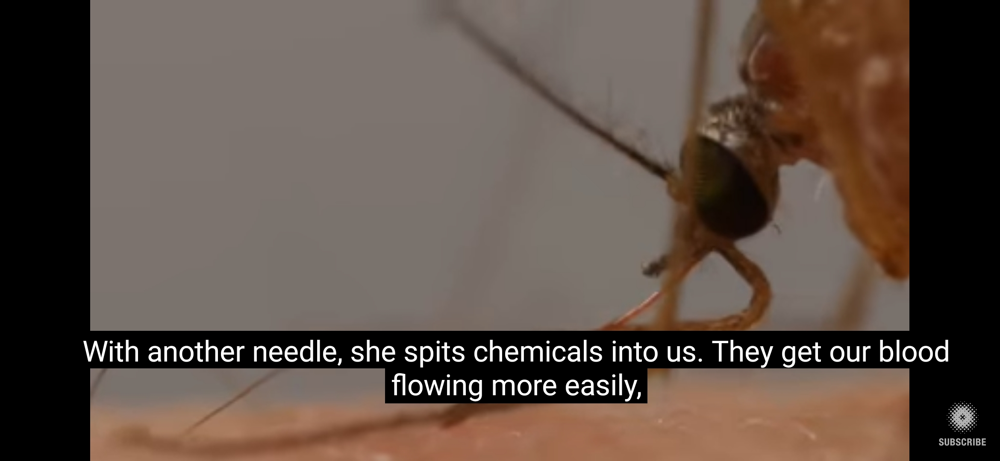 With another needle, she spits chemicals into us. They get our blood
flowing more easily,
SUBSCRIBE